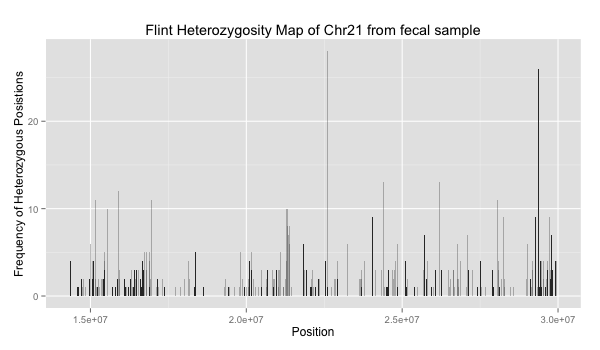 Flint Heterozygosity Map of Chr21 from fecal sample
Frequency of Heterozygous Posistions
20
10
0
1.5e+07 2.0e+07 2.5e+07 3.0e+07
Position